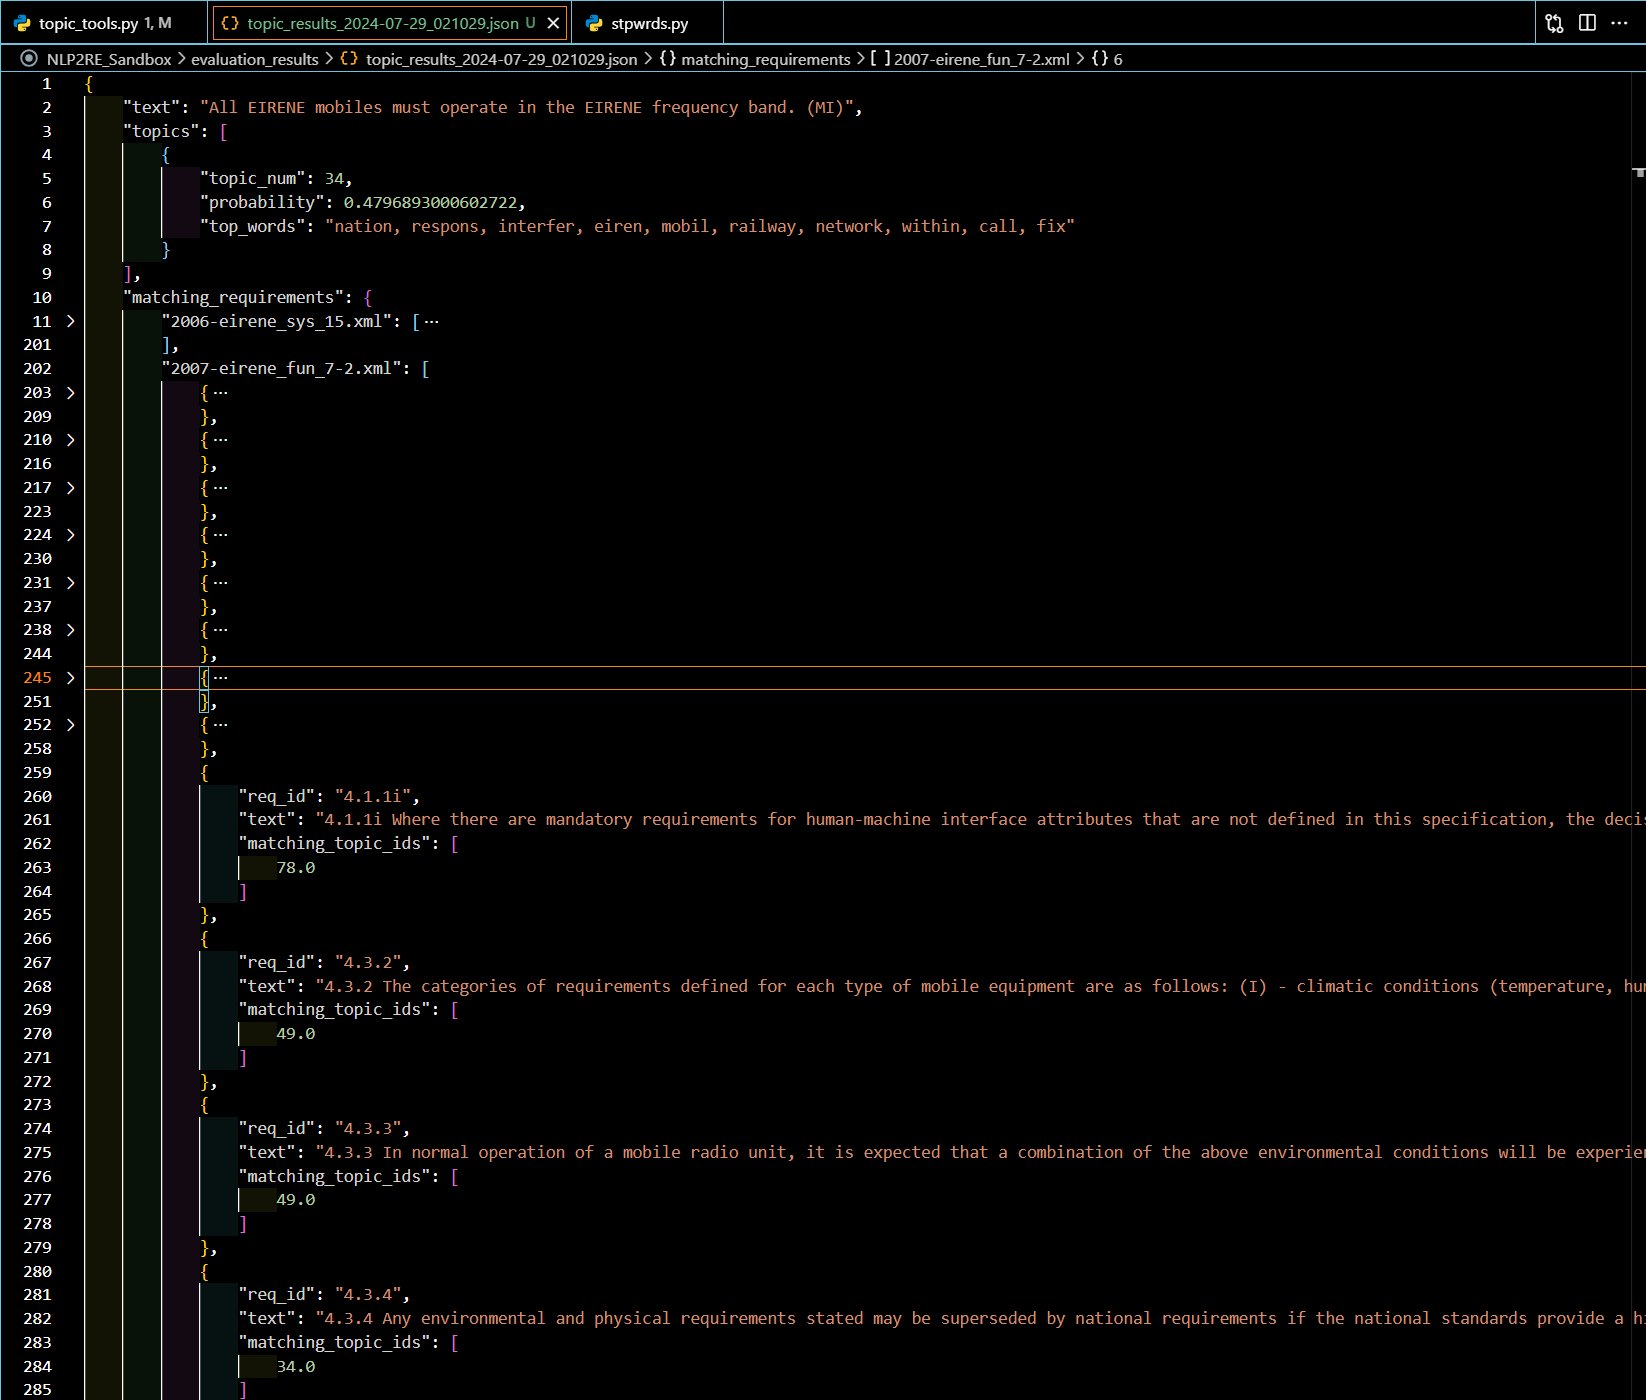 topic_tools.py 1, M
topic_results_2024-07-29_021029.json U
stpwrds.py
NLP2RE_Sandbox > evaluation_results > {} topic_results_2024-07-29_021029.json > {} matching_requirements > [ ] 2007-eirene_fun_7-2.xml > {} 6
1 {
2 "text": "All EIRENE mobiles must operate in the EIRENE frequency band. (MI)",
3 "topics": [
4 {
5 "topic_num": 34,
6 "probability": 0.4796893000602722,
7 "top_words": "nation, respons, interfer, eiren, mobil, railway, network, within, call, fix"
8 }
9 ],
10 "matching_requirements": {
11 > "2006-eirene_sys_15.xml": [···
201 ],
202 "2007-eirene_fun_7-2.xml": [
203 > {···
209 },
210 > {···
216 },
217 > {···
223 },
224 > {···
230 },
231 > {···
237 },
238 > {···
244 },
245 > {···
251 },
252 > {···
258 },
259 {
260 "req_id": "4.1.1i",
261 "text": "4.1.1i Where there are mandatory requirements for human-machine interface attributes that are not defined in this specification, the decis
262 "matching_topic_ids": [
263 78.0
264 ]
265 },
266 {
267 "req_id": "4.3.2",
268 "text": "4.3.2 The categories of requirements defined for each type of mobile equipment are as follows: (I) - climatic conditions (temperature, hum
269 "matching_topic_ids": [
270 49.0
271 ]
272 },
273 {
274 "req_id": "4.3.3",
275 "text": "4.3.3 In normal operation of a mobile radio unit, it is expected that a combination of the above environmental conditions will be experien
276 "matching_topic_ids": [
277 49.0
278 ]
279 },
280 {
281 "req_id": "4.3.4",
282 "text": "4.3.4 Any environmental and physical requirements stated may be superseded by national requirements if the national standards provide a hi
283 "matching_topic_ids": [
284 34.0
285 ]